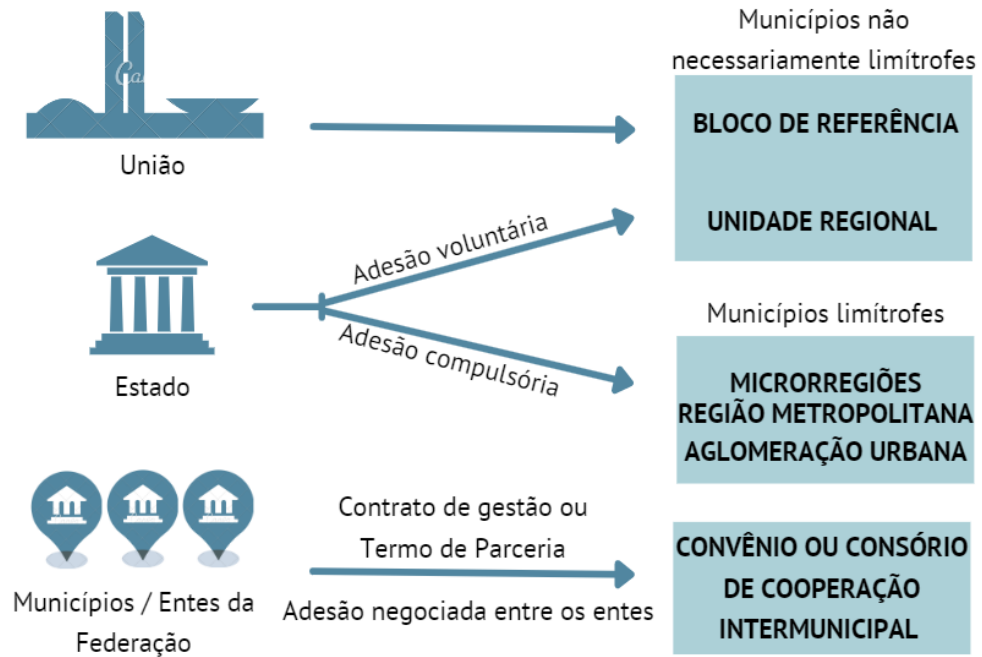 Municípios não
necessariamente limítrofes
BLOCO DE REFERÊNCIA
União
UNIDADE REGIONAL
Adesão voluntária
Municípios limítrofes
Adesão compulsória
Estado
MICRORREGIÕES
REGIÃO METROPOLITANA
AGLOMERAÇÃO URBANA
Contrato de gestão ou
Termo de Parceria
Adesão negociada entre os entes
CONVÊNIO OU CONSÓRIO
DE COOPERAÇÃO
INTERMUNICIPAL
Municípios / Entes da
Federação